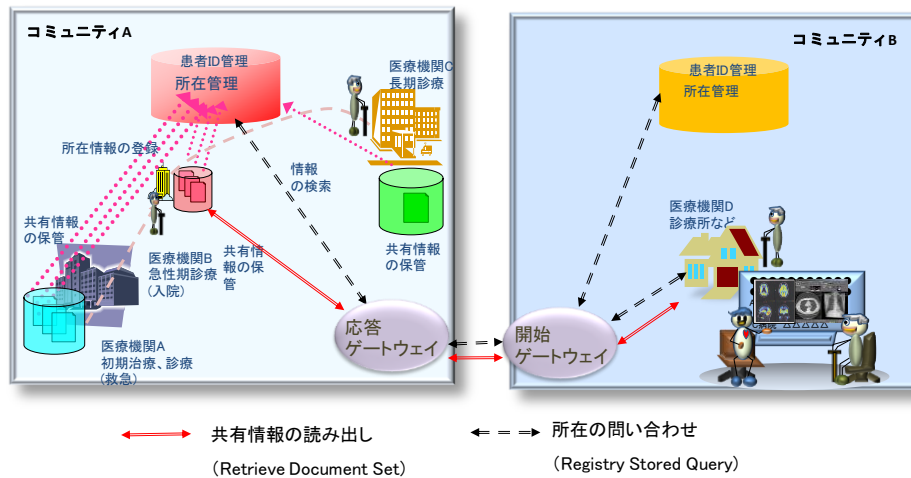 コミュニティA
患者ID管理
所在管理
医療機関C
長期診療
所在情報の登録
情報
の検索
共有情報
の保管
医療機関B
急性期診療
(入院)
共有情
報の保
管
共有情報
の保管
医療機関A
初期治療、診療
(救急)
応答
ゲートウェイ
コミュニティB
患者ID管理
所在管理
医療機関D
診療所など
△△△△△
開始
ゲートウェイ
共有情報の読み出し
(Retrieve Document Set)
所在の問い合わせ
(Registry Stored Query)